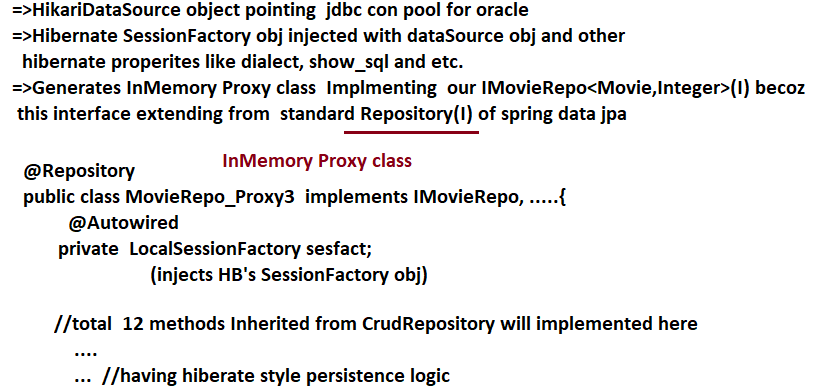 =>HikariDataSource object pointing jdbc con pool for oracle
=>Hibernate SessionFactory obj injected with dataSource obj and other
hibernate properites like dialect, show_sql and etc.
=>Generates InMemory Proxy class Implmenting our IMovieRepo<Movie,Integer>(I) becoz
this interface extending from standard Repository(I) of spring data jpa
InMemory Proxy class
@Repository
public class MovieRepo_Proxy3 implements IMovieRepo, .....{
@Autowired
private LocalSessionFactory sesfact;
(injects HB's SessionFactory obj)
//total 12 methods Inherited from CrudRepository will implemented here
....
... //having hiberate style persistence logic